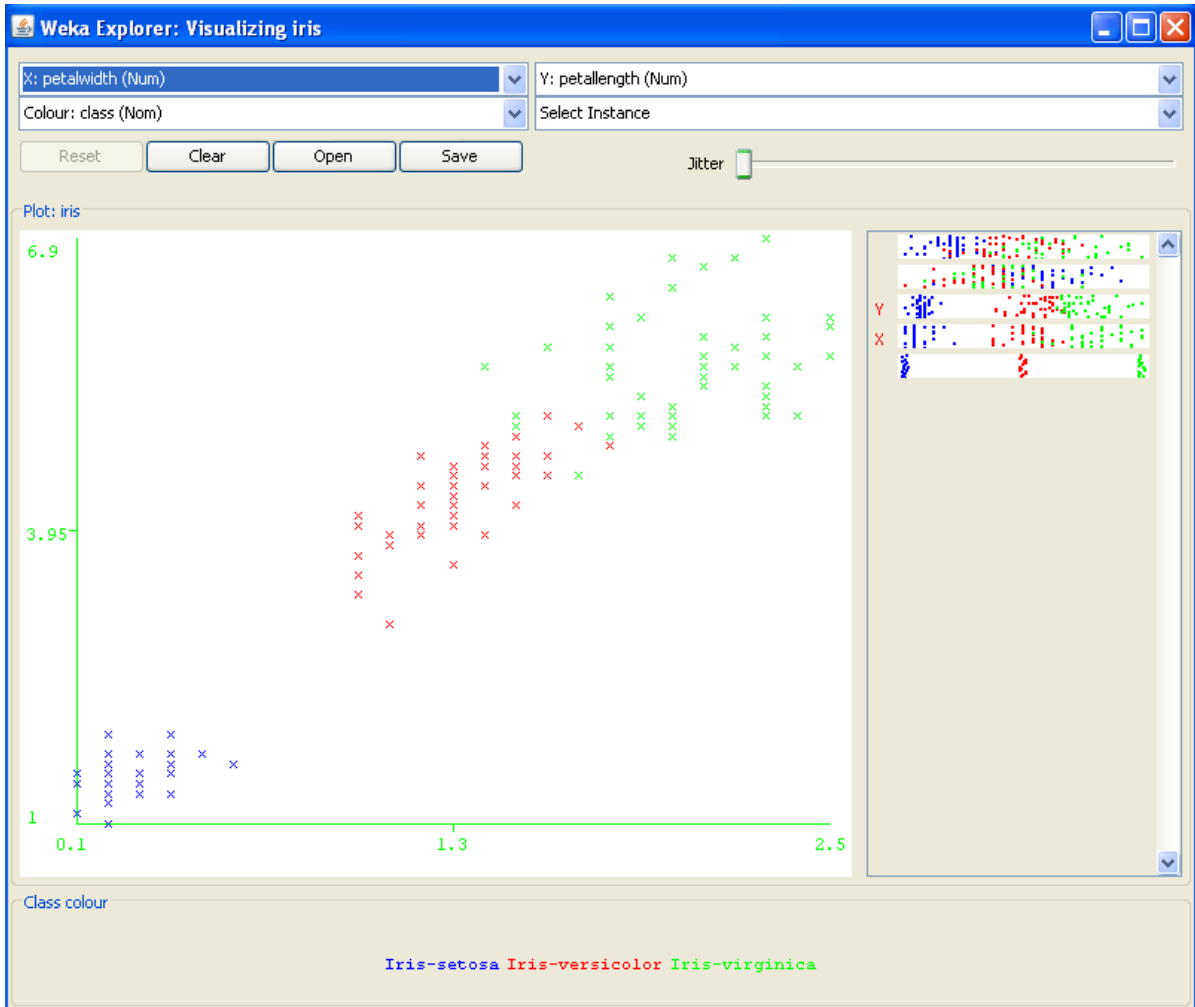 Weka Explorer: Visualizing iris
X: petalwidth (Num) Y: petallength (Num)
Colour: class (Nom) Select Instance
Reset Clear Open Save Jitter
Plot: iris
6.9
3.95
1
0.1 1.3 2.5
Y
X
Class colour
Iris-setosa Iris-versicolor Iris-virginica